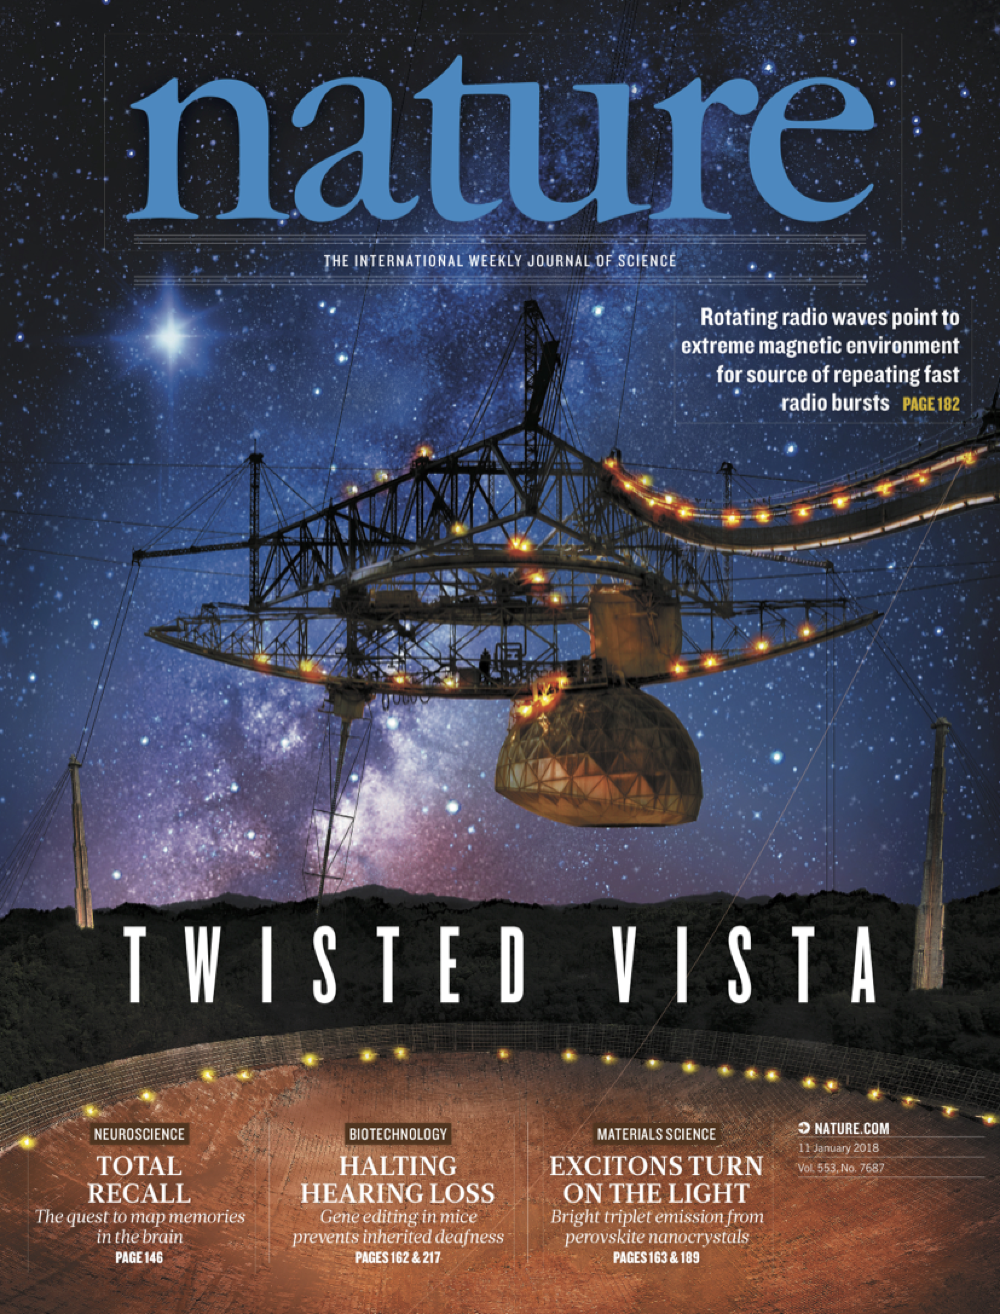 nature
THE INTERNATIONAL WEEKLY JOURNAL OF SCIENCE
Rotating radio waves point to
extreme magnetic environment
for source of repeating fast
radio bursts PAGE 182
TWISTED VISTA
NEUROSCIENCE
TOTAL
RECALL
The quest to map memories
in the brain
PAGE 146
BIOTECHNOLOGY
HALTING
HEARING LOSS
Gene editing in mice
prevents inherited deafness
PAGES 162 & 217
MATERIALS SCIENCE
EXCITONS TURN
ON THE LIGHT
Bright triplet emission from
perovskite nanocrystals
PAGES 163 & 189
NATURE.COM
11 January 2018
Vol. 553, No. 7687